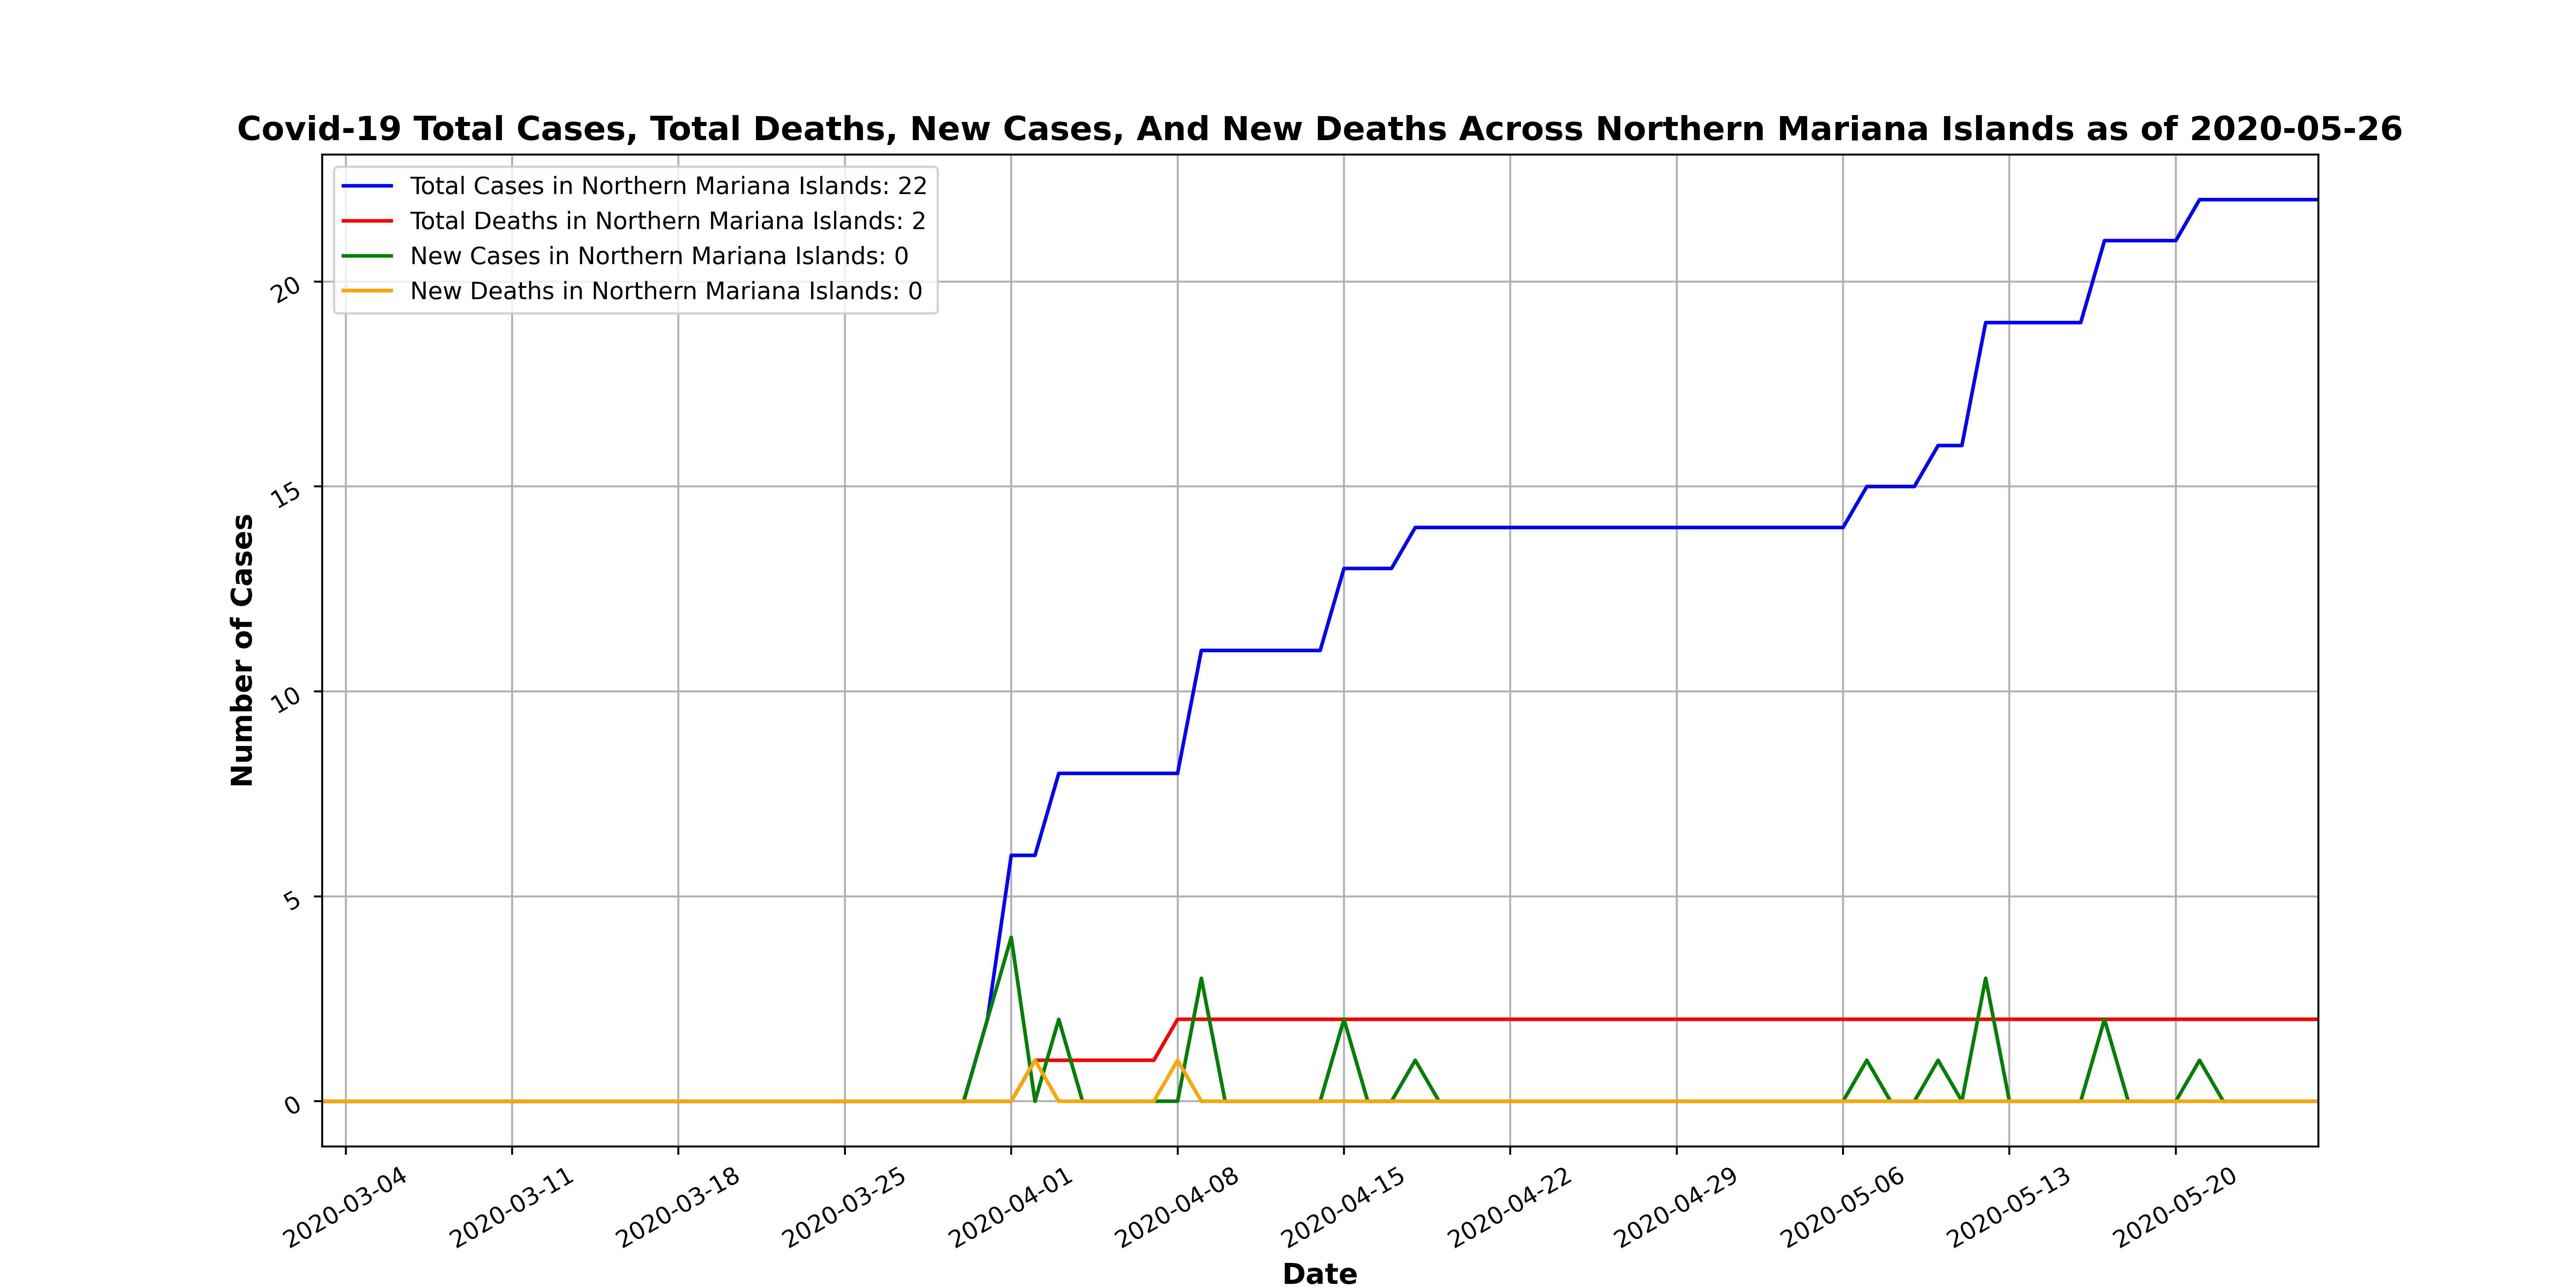 Covid-19 Total Cases, Total Deaths, New Cases, And New Deaths Across Northern Mariana Islands as of 2020-05-26
Total Cases in Northern Mariana Islands: 22
Total Deaths in Northern Mariana Islands: 2
New Cases in Northern Mariana Islands: 0
New Deaths in Northern Mariana Islands: 0
Number of Cases
20
15
10
5
0
2020-03-04
2020-03-11
2020-03-18
2020-03-25
2020-04-01
2020-04-08
2020-04-15
2020-04-22
2020-04-29
2020-05-06
2020-05-13
2020-05-20
Date